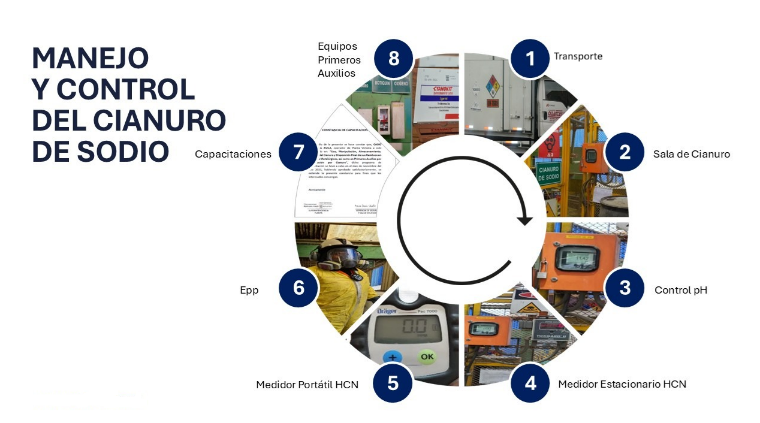 MANEJO
Y CONTROL
DEL CIANURO
DE SODIO
1
Transporte
2
Sala de Cianuro
CIANURO
DE SODIO
3
Control pH
4
Medidor Estacionario HCN
5
Medidor Portátil HCN
Dräger
0.0
+
OK
6
Epp
7
Capacitaciones
8
Equipos
Primeros
Auxilios